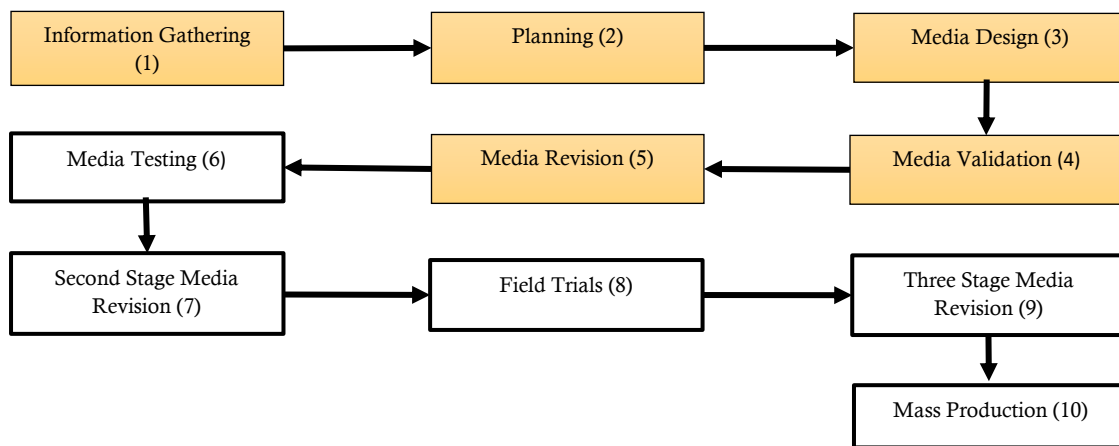 Information Gathering
(1)
Planning (2)
Media Design (3)
Media Validation (4)
Media Revision (5)
Media Testing (6)
Second Stage Media
Revision (7)
Field Trials (8)
Three Stage Media
Revision (9)
Mass Production (10)